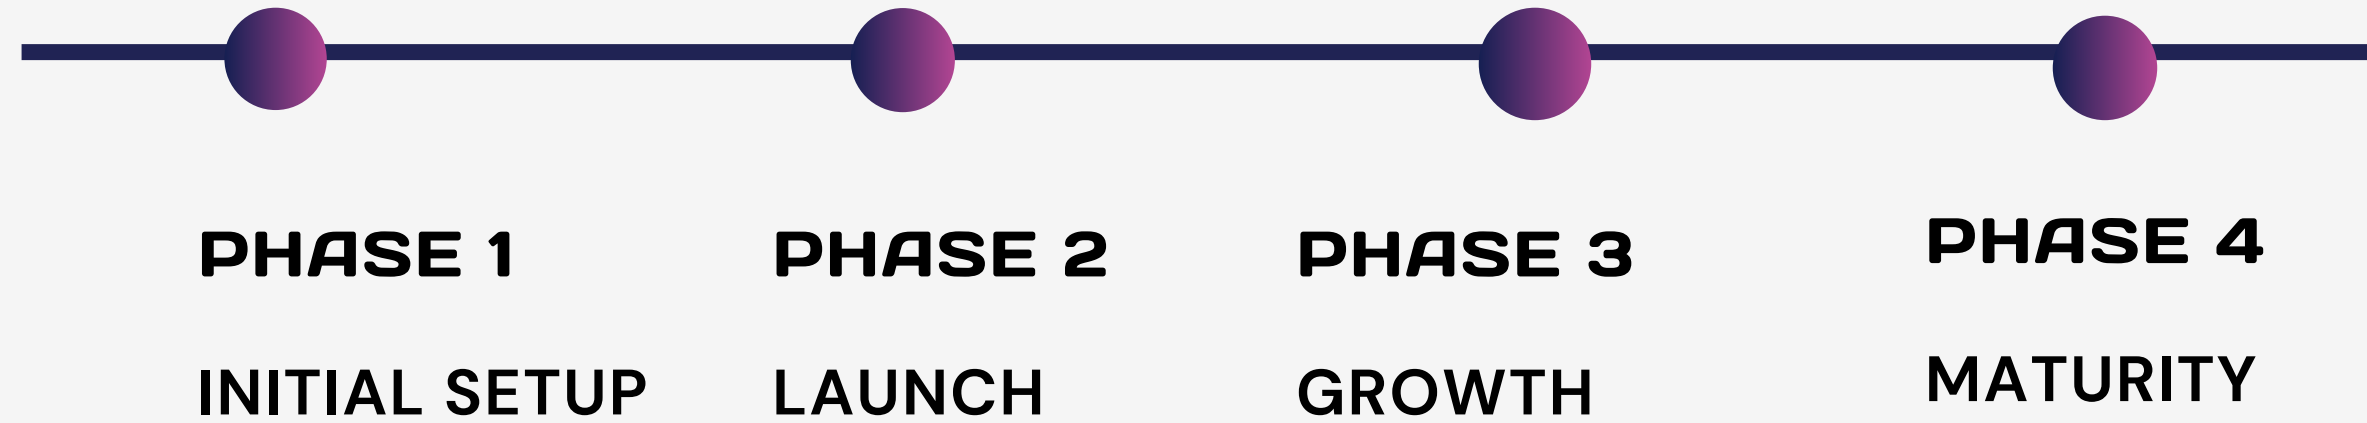 PHASE 1
INITIAL SETUP
PHASE 2
LAUNCH
PHASE 3
GROWTH
PHASE 4
MATURITY